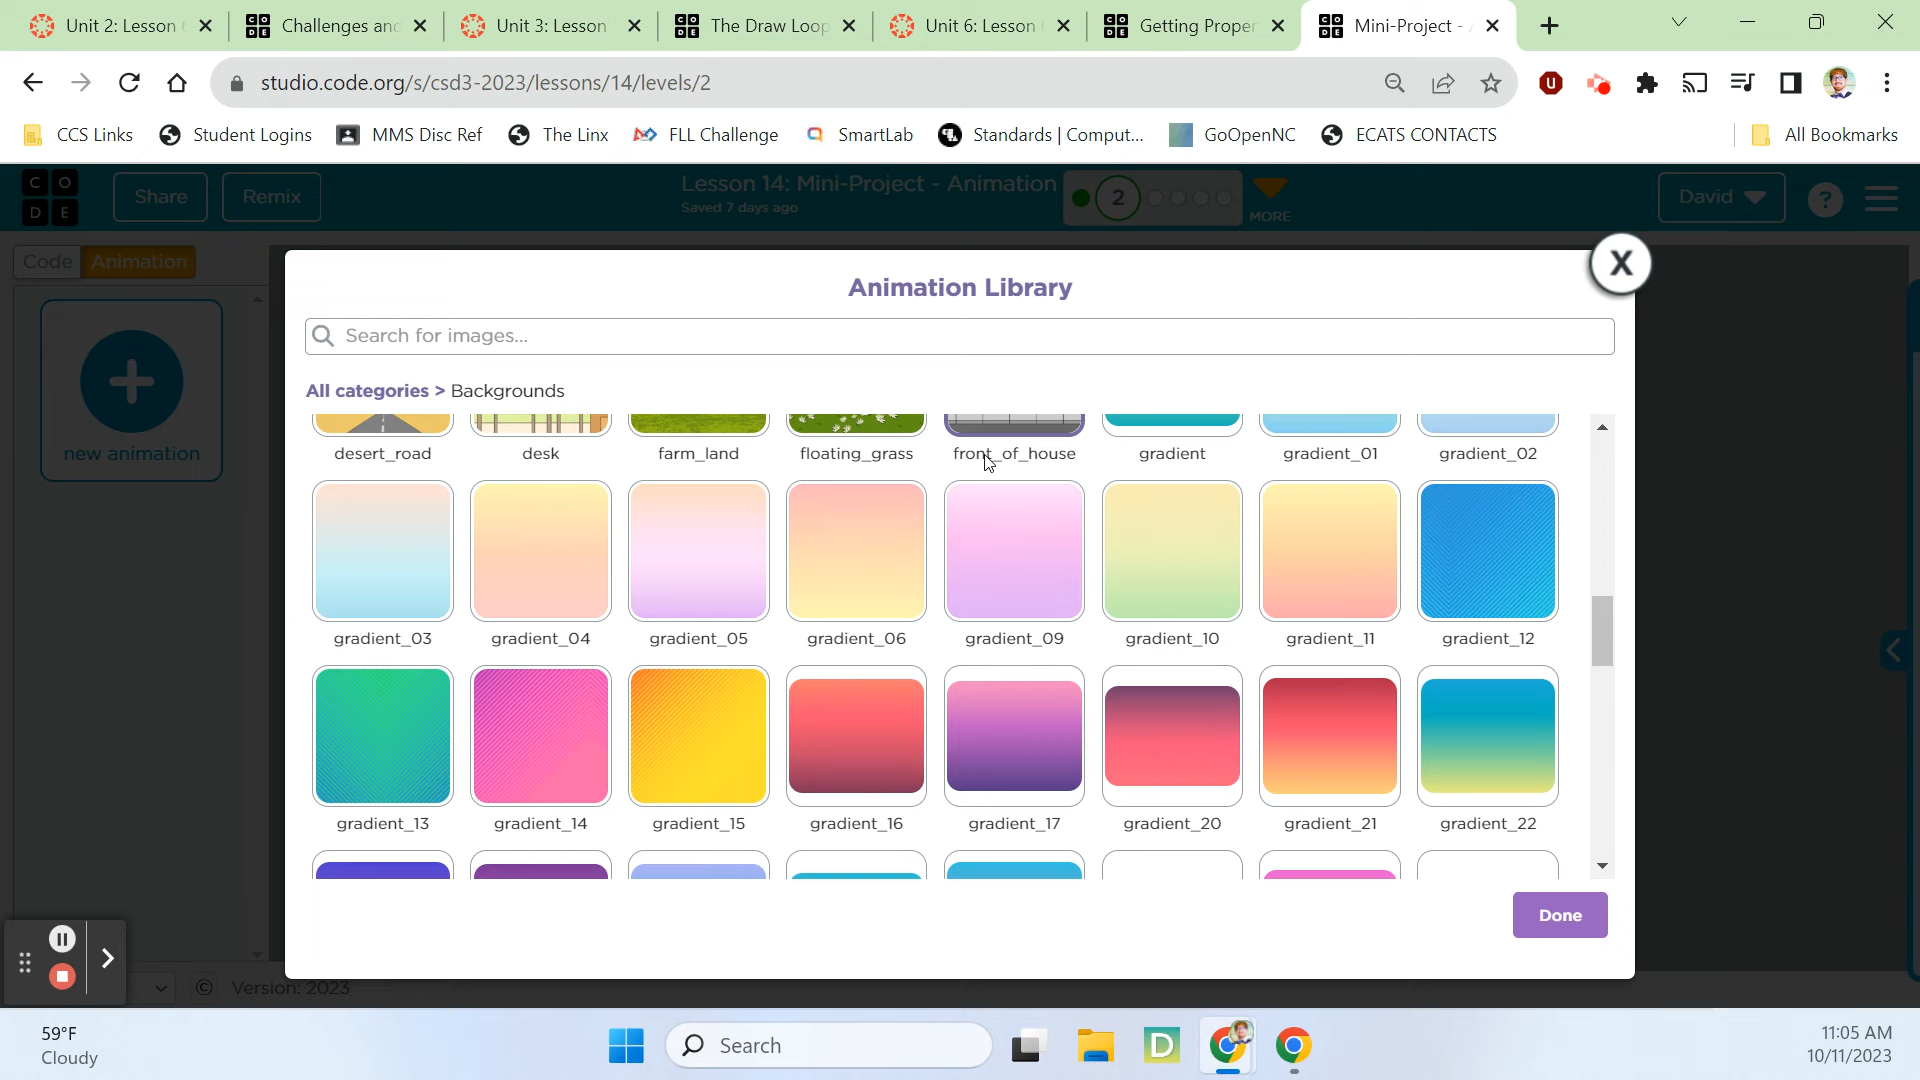 Unit 2: Lesson 6
Challenges and
Unit 3: Lesson
The Draw Loop
Unit 6: Lesson
Getting Proper
Mini-Project -
studio.code.org/s/csd3-2023/lessons/14/levels/2
CCS Links
Student Logins
MMS Disc Ref
The Linx
FLL Challenge
SmartLab
Standards | Comput...
GoOpenNC
ECATS CONTACTS
All Bookmarks
C O D E
Share
Remix
Lesson 14: Mini-Project - Animation
Saved 7 days ago
2
MORE
David
?
Code
Animation
new animation
X
Animation Library
Search for images...
All categories > Backgrounds
desert_road
desk
farm_land
floating_grass
front_of_house
gradient
gradient_01
gradient_02
gradient_03
gradient_04
gradient_05
gradient_06
gradient_09
gradient_10
gradient_11
gradient_12
gradient_13
gradient_14
gradient_15
gradient_16
gradient_17
gradient_20
gradient_21
gradient_22
Done
© Version: 2023
59°F
Cloudy
Search
D
11:05 AM
10/11/2023